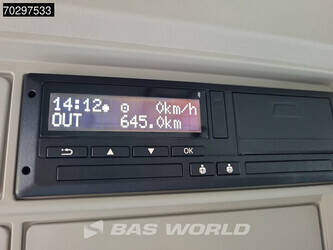 70297533
14:12● ⊙ 0km/h
OUT 645.0km
OK
BAS WORLD